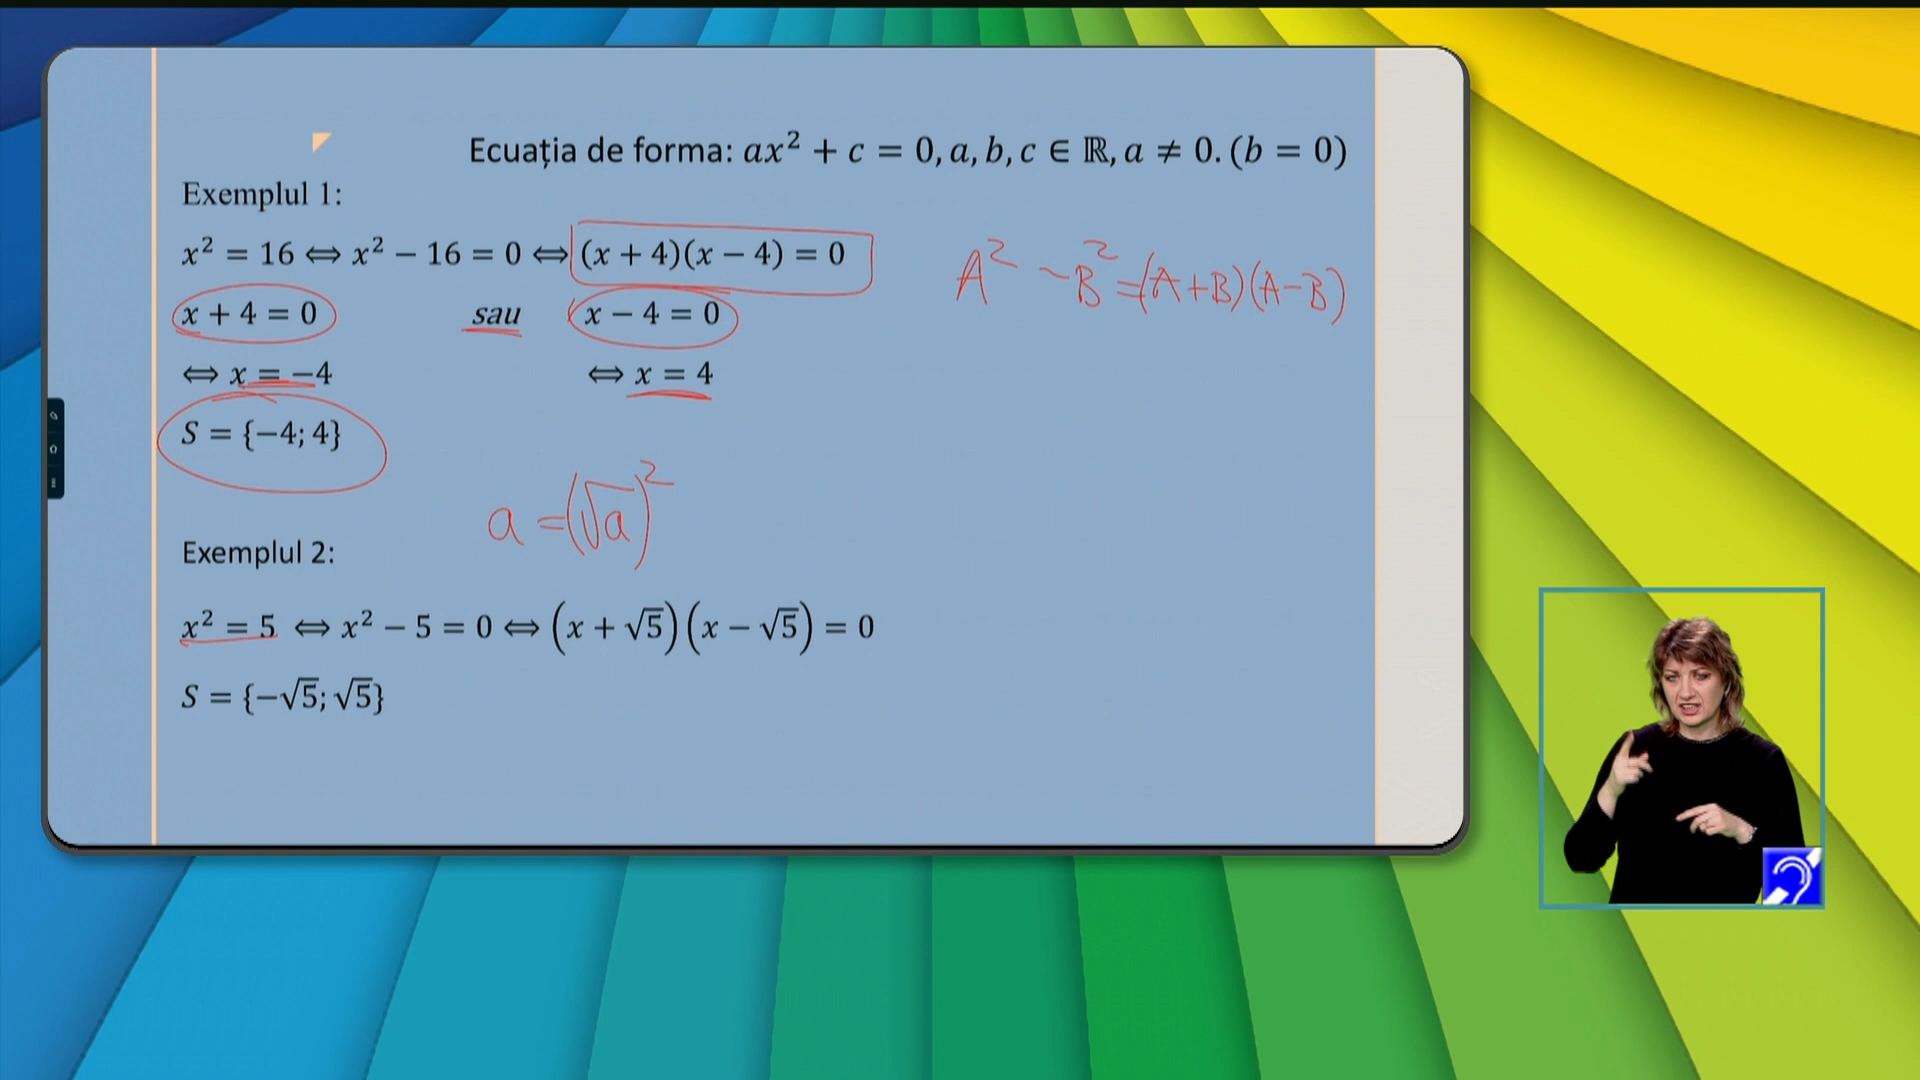 Ecuația de forma: ax² + c = 0, a, b, c ∈ ℝ, a ≠ 0. (b = 0)
Exemplul 1:
x² = 16 ⟺ x² − 16 = 0 ⟺ (x + 4)(x − 4) = 0
A² − B² = (A+B)(A−B)
x + 4 = 0 sau x − 4 = 0
⟺ x = −4 ⟺ x = 4
S = {−4; 4}
a = (√a)²
Exemplul 2:
x² = 5 ⟺ x² − 5 = 0 ⟺ (x + √5)(x − √5) = 0
S = {−√5; √5}